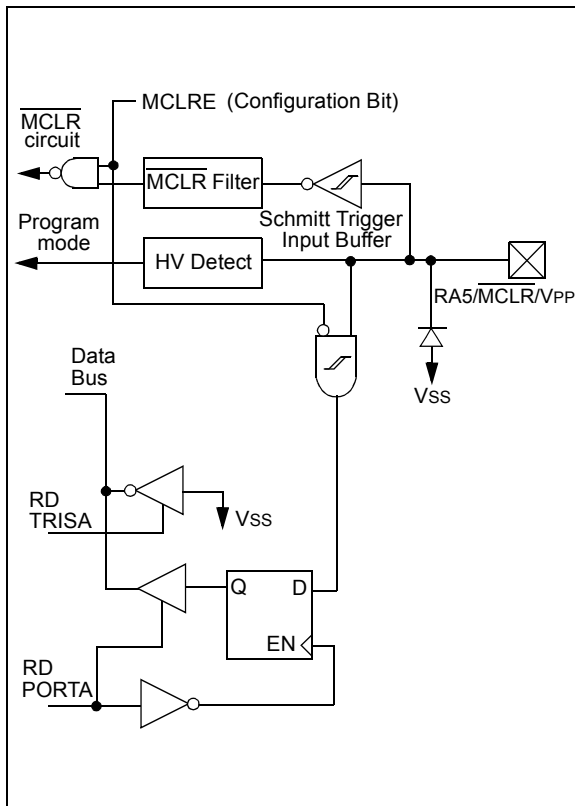 MCLRE (Configuration Bit)
MCLR
circuit
MCLR Filter
Schmitt Trigger
Input Buffer
Program
mode
HV Detect
RA5/MCLR/VPP
VSS
Data
Bus
RD
TRISA
VSS
Q
D
EN
RD
PORTA